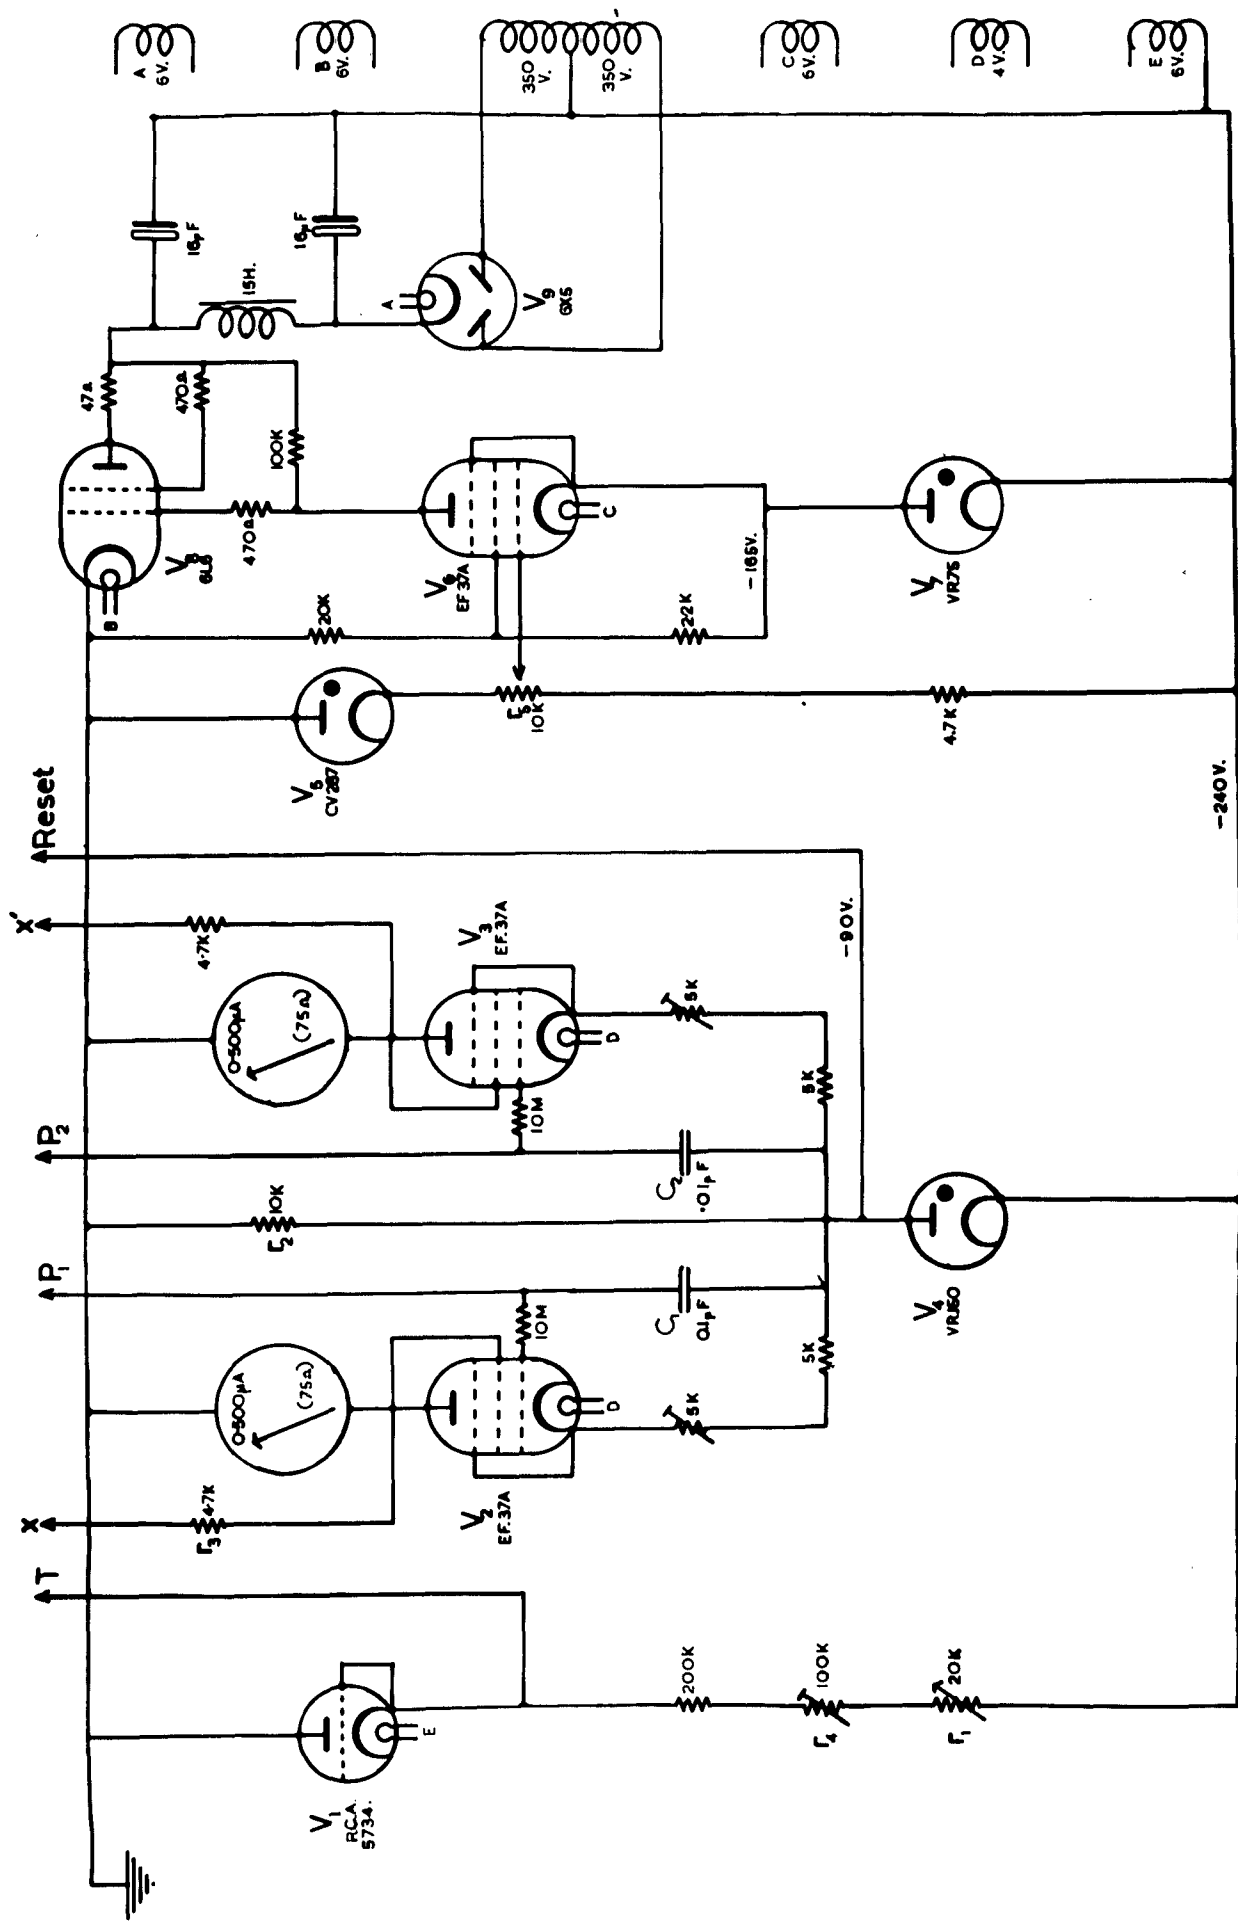 T
X
P₁
P₂
X'
Reset
V₁
RCA
5734.
E
200K
r₄
100K
r₁
20K
r₃
4.7K
0-500μA
(75Ω)
V₂
EF.37A
D
10M
5K
5K
C₁
0.1μF
r₂
10K
V₄
VR150
C₂
·01μF
5K
5K
10M
0-500μA
(75Ω)
4.7K
V₃
EF.37A
D
-90V.
-240V.
V₅
CV287
r₅
10K
4.7K
20K
22K
-165V.
V₆
EF37A
C
V₇
VR75
B
V₈
6L6
470Ω
100K
470Ω
47Ω
15H.
16μF
16μF
A
V₉
6X5
A
6V.
B
6V.
350
V.
350
V.
C
6V.
D
4V.
E
6V.